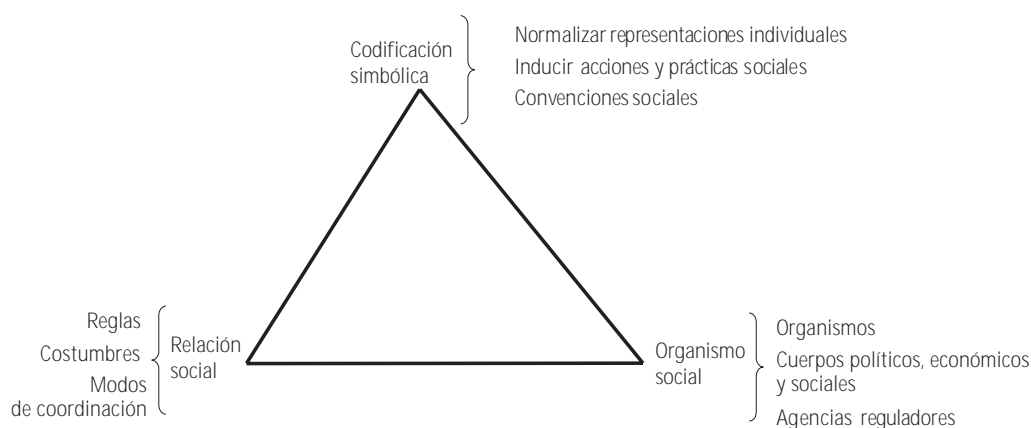 Codificación
simbólica
Normalizar representaciones individuales
Inducir acciones y prácticas sociales
Convenciones sociales
Reglas
Costumbres
Modos
de coordinación
Relación
social
Organismo
social
Organismos
Cuerpos políticos, económicos
y sociales
Agencias reguladores